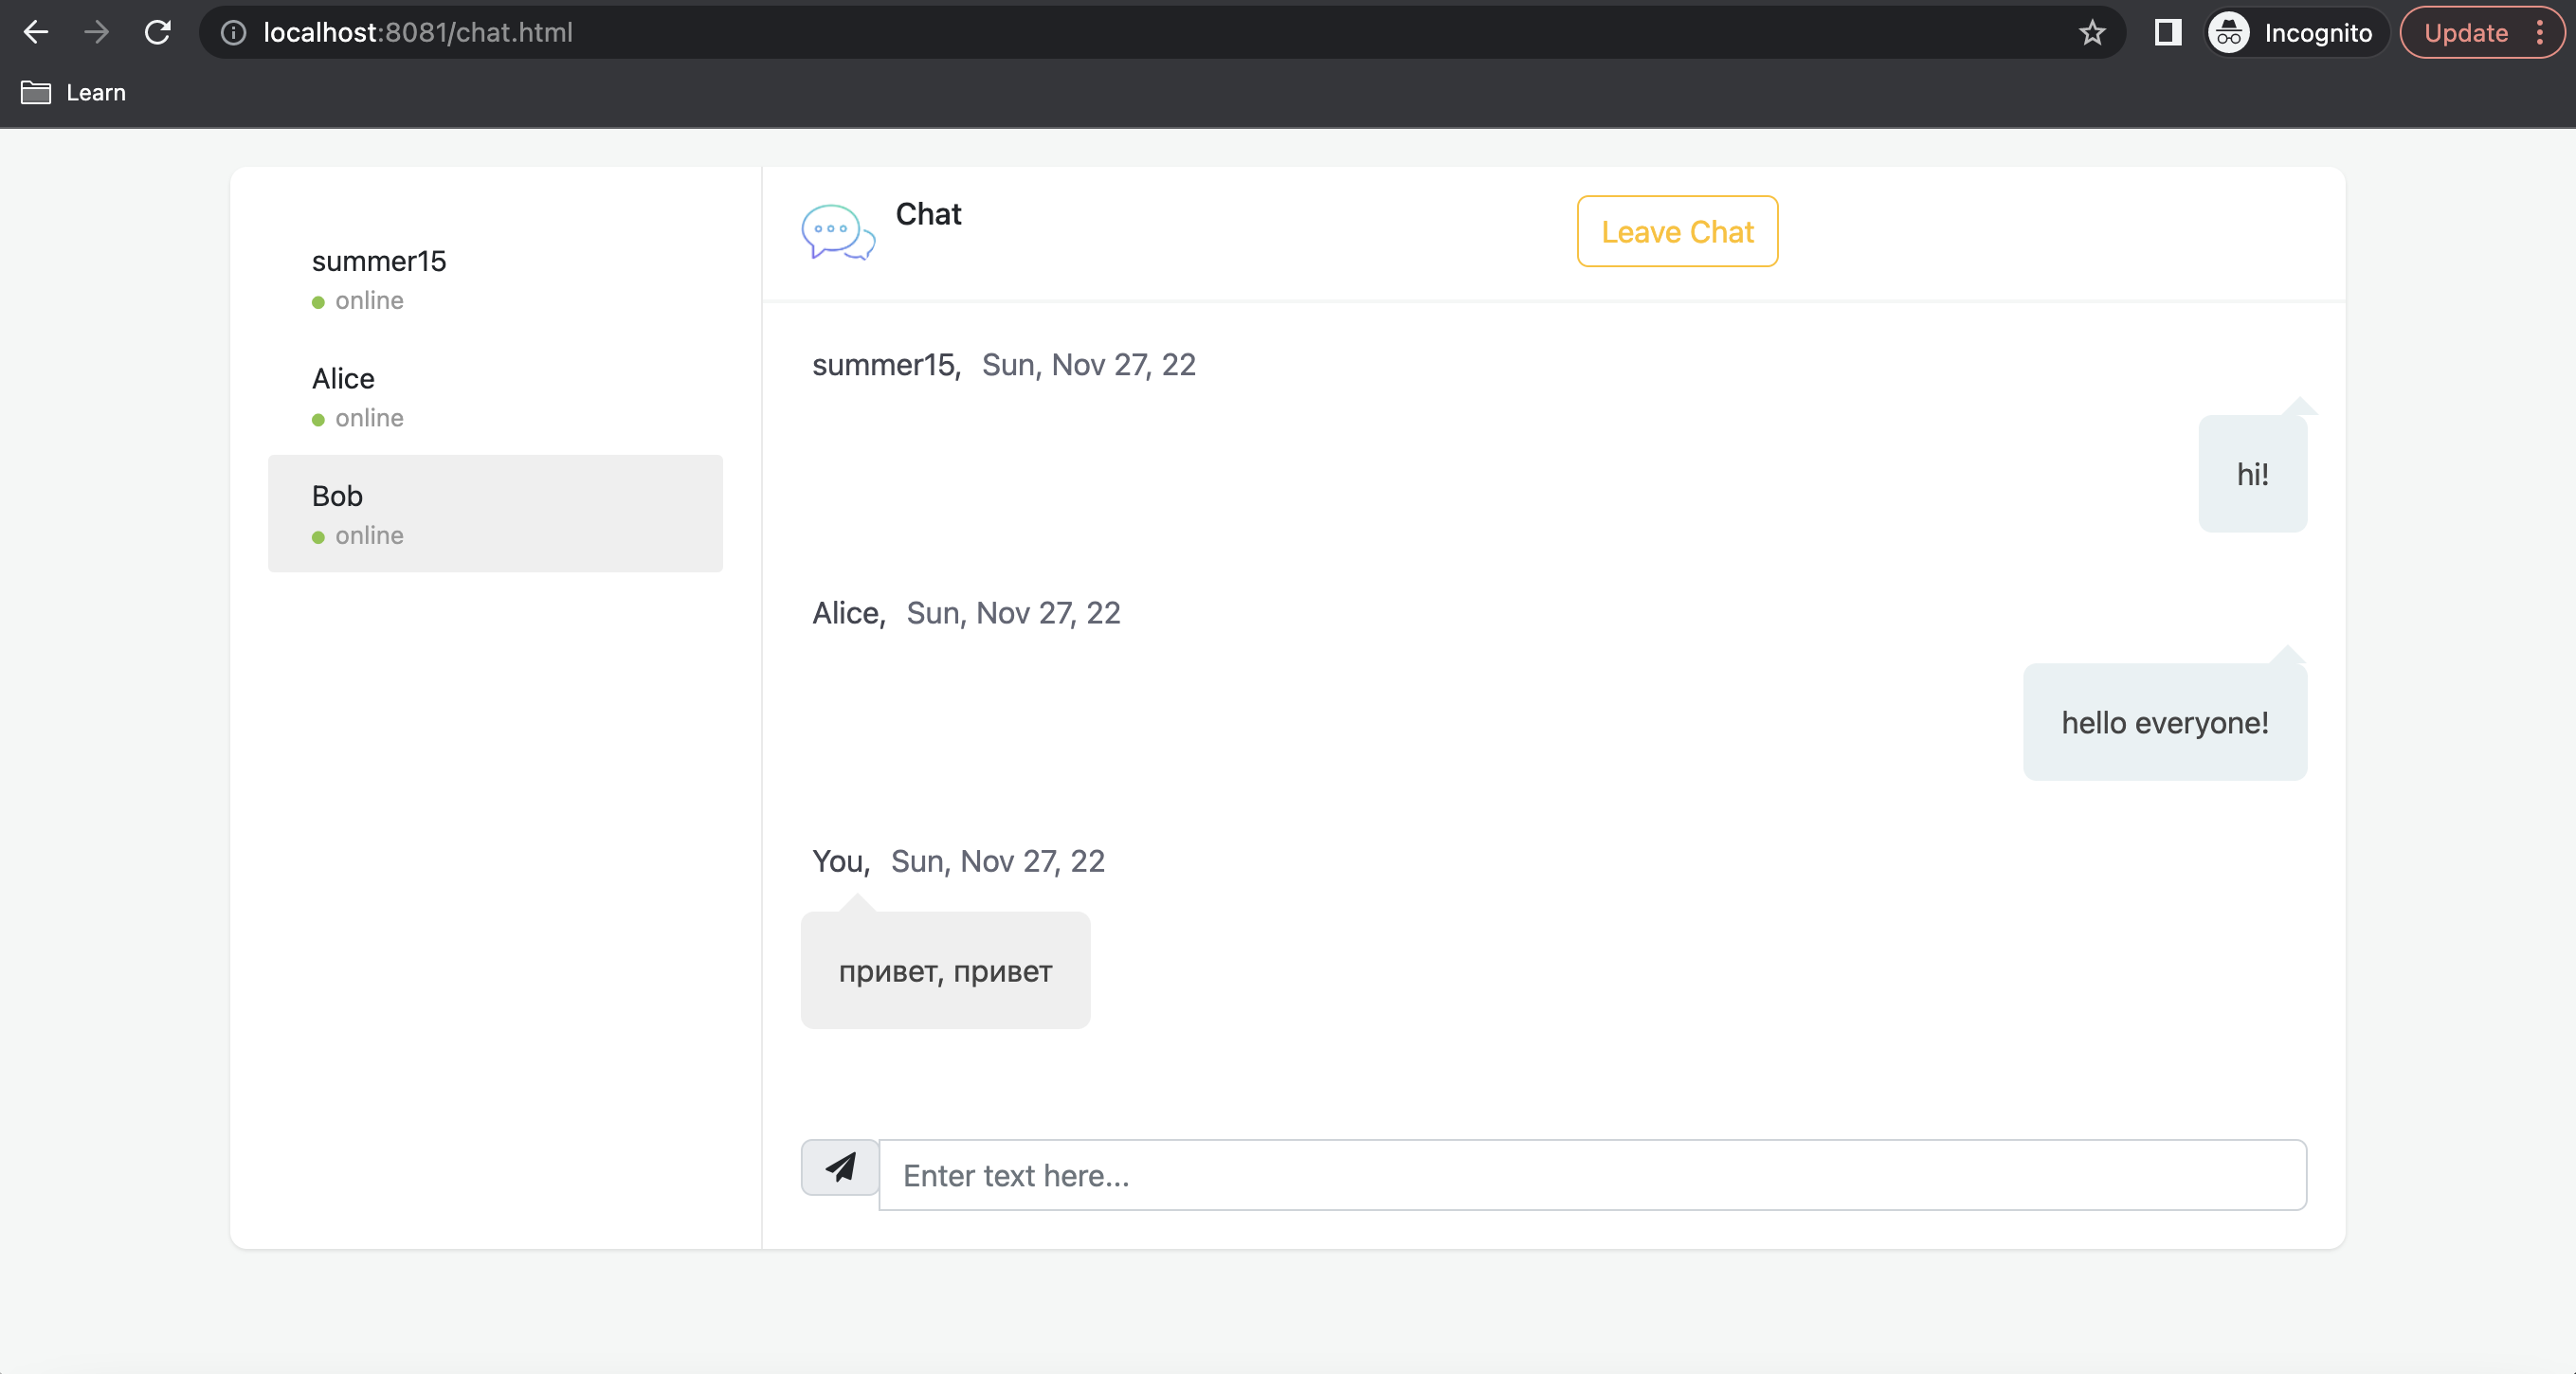 localhost:8081/chat.html
Incognito
Update
Learn
summer15
online
Alice
online
Bob
online
Chat
Leave Chat
summer15, Sun, Nov 27, 22
hi!
Alice, Sun, Nov 27, 22
hello everyone!
You, Sun, Nov 27, 22
привет, привет
Enter text here...